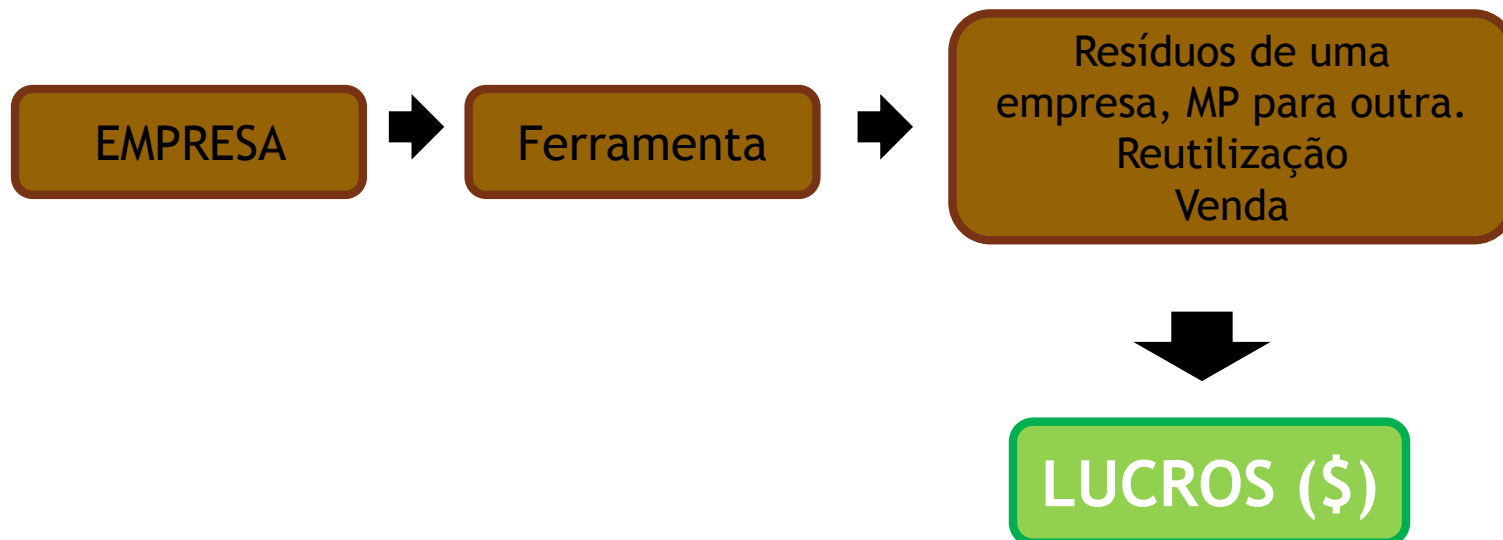 EMPRESA
Ferramenta
Resíduos de uma
empresa, MP para outra.
Reutilização
Venda
LUCROS ($)